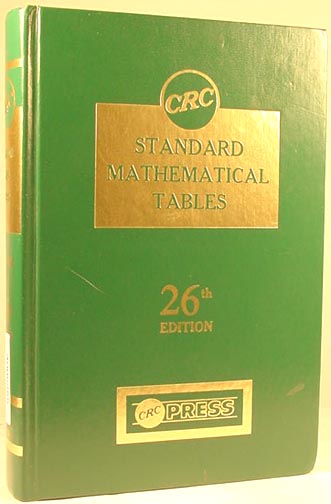 CRC
STANDARD
MATHEMATICAL
TABLES
26th
EDITION
CRC PRESS